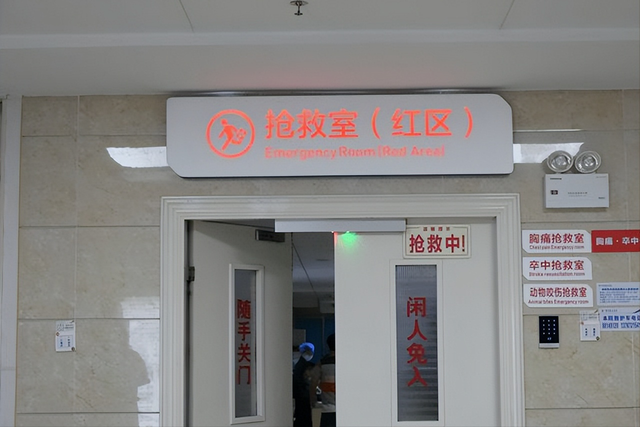 抢救室（红区）
Emergency Room (Red Area)
抢救中!
胸痛抢救室
Chest pain Emergency room
胸痛·卒中
卒中抢救室
Stroke resuscitation room
动物咬伤抢救室
Animal bites Emergency room
随手关门
闲人免入